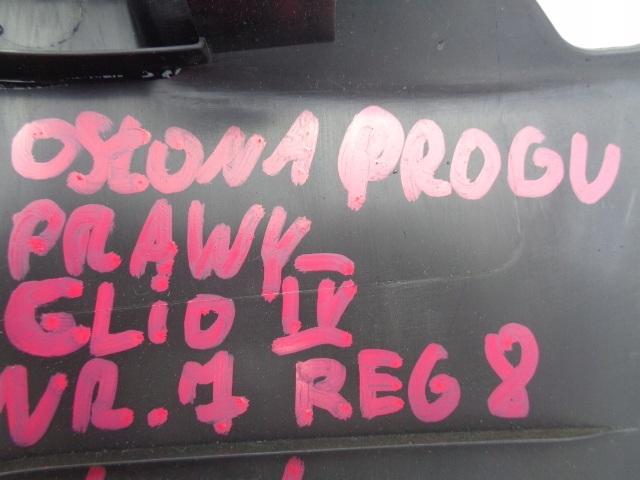 OSŁONA PROGU
PRAWY
CLIO IV
NR.7 REG 8